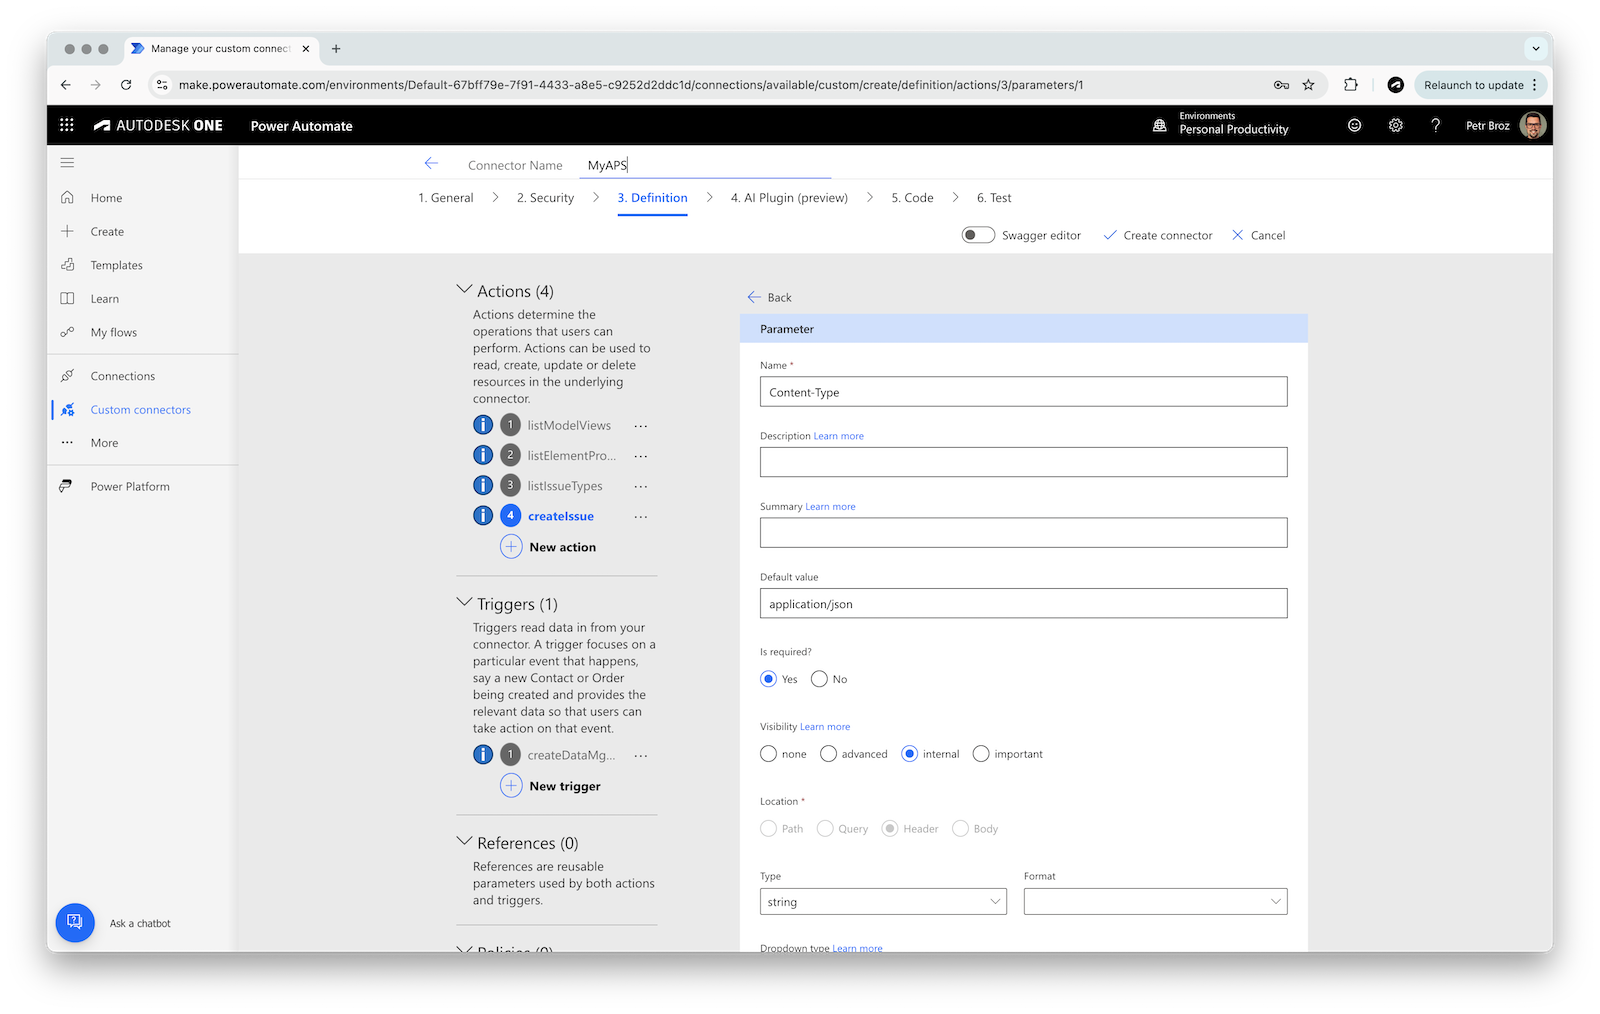 Manage your custom connect
make.powerautomate.com/environments/Default-67bff79e-7f91-4433-a8e5-c9252d2ddc1d/connections/available/custom/create/definition/actions/3/parameters/1
Relaunch to update
AUTODESK ONE
Power Automate
Environments
Personal Productivity
?
Petr Broz
Home
Create
Templates
Learn
My flows
Connections
Custom connectors
More
Power Platform
Ask a chatbot
Connector Name
MyAPS
1. General
2. Security
3. Definition
4. AI Plugin (preview)
5. Code
6. Test
Swagger editor
Create connector
Cancel
Actions (4)
Actions determine the
operations that users can
perform. Actions can be used to
read, create, update or delete
resources in the underlying
connector.
1 listModelViews ...
2 listElementPro... ...
3 listIssueTypes ...
4 createIssue ...
New action
Triggers (1)
Triggers read data in from your
connector. A trigger focuses on a
particular event that happens,
say a new Contact or Order
being created and provides the
relevant data so that users can
take action on that event.
1 createDataMg... ...
New trigger
References (0)
References are reusable
parameters used by both actions
and triggers.
Policies (0)
Back
Parameter
Name *
Content-Type
Description Learn more
Summary Learn more
Default value
application/json
Is required?
Yes No
Visibility Learn more
none advanced internal important
Location *
Path Query Header Body
Type
Format
string
Dropdown type Learn more